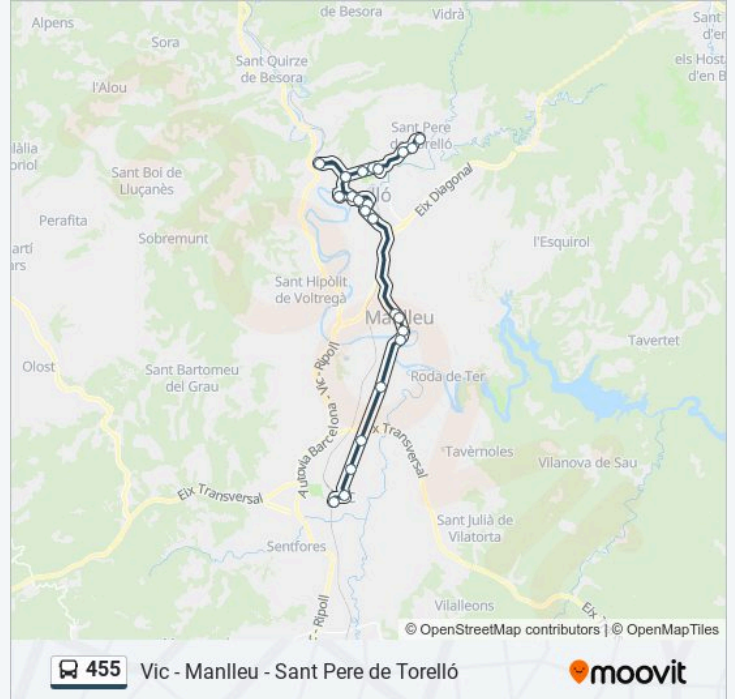 Alpens
de Besora
Vidrà
Sant
d'en
Sora
Sant Quirze
de Besora
els Host
d'en B
l'Alou
Sant Pere
de Torelló
làlia
oriol
Sant Boi de
Lluçanès
lló
Eix Diagonal
Perafita
Sobremunt
l'Esquirol
artí
ars
Sant Hipòlit
de Voltregà
Manlleu
Tavertet
Olost
Sant Bartomeu
del Grau
Autovia Barcelona - Vic - Ripoll
Roda de Ter
Eix Transversal
Tavèrnoles
Vilanova de Sau
Eix Transversal
Sant Julià de
Vilatorta
Sentfores
Vilalleons
- Ripoll
Eix
© OpenStreetMap contributors | © OpenMapTiles
455 Vic - Manlleu - Sant Pere de Torelló
moovit